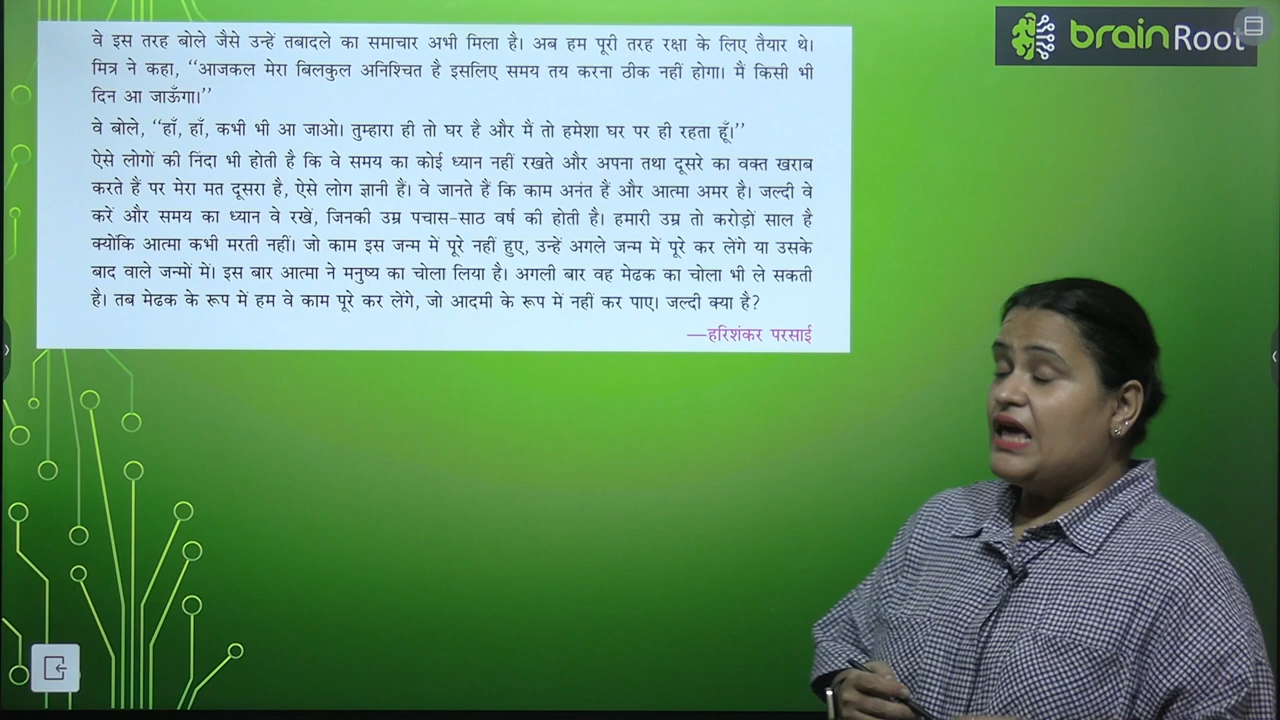 brainRoot
वे इस तरह बोले जैसे उन्हें तबादले का समाचार अभी मिला है। अब हम पूरी तरह रक्षा के लिए तैयार थे।
मित्र ने कहा, ‘‘आजकल मेरा बिलकुल अनिश्चित है इसलिए समय तय करना ठीक नहीं होगा। मैं किसी भी
दिन आ जाऊँगा।’’
वे बोले, ‘‘हाँ, हाँ, कभी भी आ जाओ। तुम्हारा ही तो घर है और मैं तो हमेशा घर पर ही रहता हूँ।’’
ऐसे लोगों की निंदा भी होती है कि वे समय का कोई ध्यान नहीं रखते और अपना तथा दूसरे का वक्त खराब
करते हैं पर मेरा मत दूसरा है, ऐसे लोग ज्ञानी हैं। वे जानते हैं कि काम अनंत हैं और आत्मा अमर है। जल्दी वे
करें और समय का ध्यान वे रखें, जिनकी उम्र पचास-साठ वर्ष की होती है। हमारी उम्र तो करोड़ों साल है
क्योंकि आत्मा कभी मरती नहीं। जो काम इस जन्म में पूरे नहीं हुए, उन्हें अगले जन्म में पूरे कर लेंगे या उसके
बाद वाले जन्मों में। इस बार आत्मा ने मनुष्य का चोला लिया है। अगली बार वह मेढक का चोला भी ले सकती
है। तब मेढक के रूप में हम वे काम पूरे कर लेंगे, जो आदमी के रूप में नहीं कर पाए। जल्दी क्या है?
—हरिशंकर परसाई